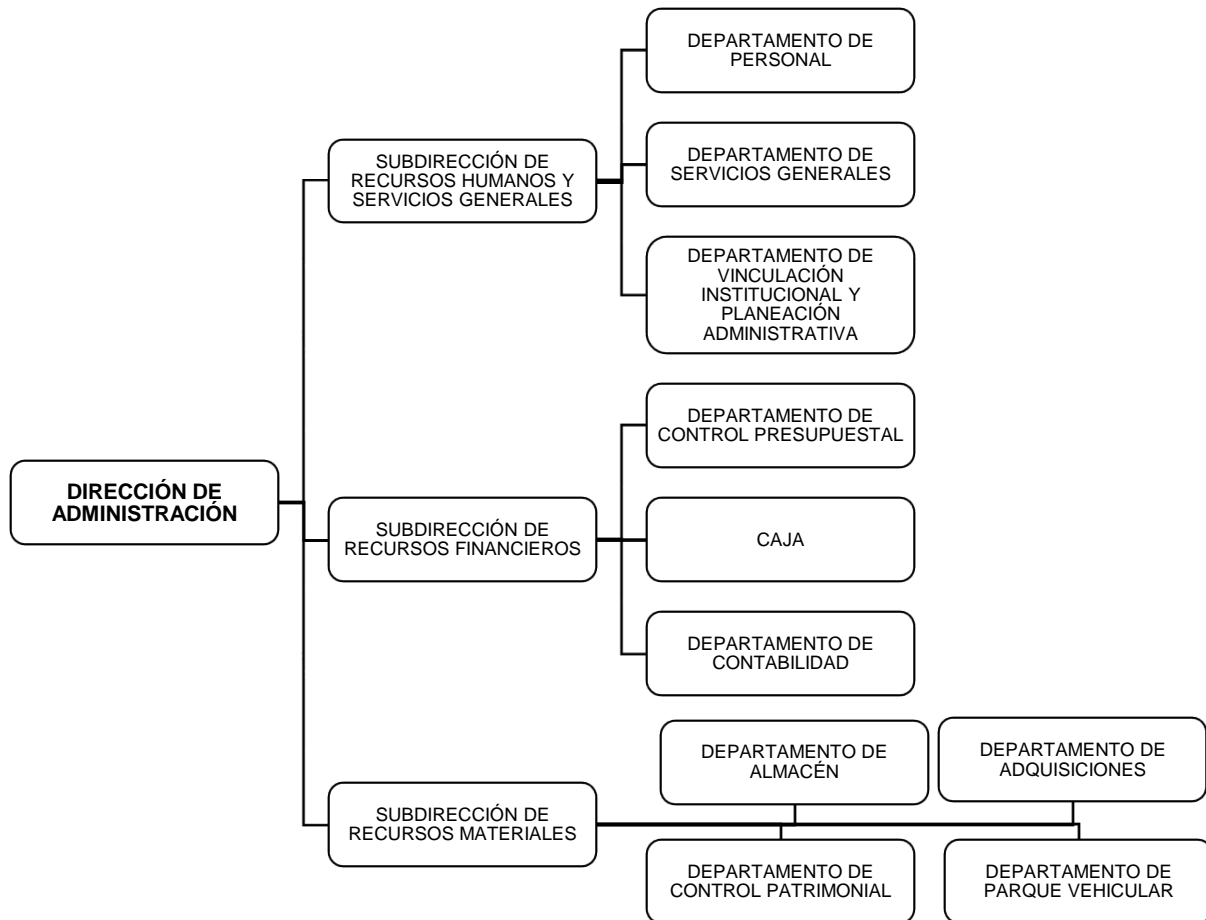 DEPARTAMENTO DE
PERSONAL
SUBDIRECCIÓN DE
RECURSOS HUMANOS Y
SERVICIOS GENERALES
DEPARTAMENTO DE
SERVICIOS GENERALES
DEPARTAMENTO DE
VINCULACIÓN
INSTITUCIONAL Y
PLANEACIÓN
ADMINISTRATIVA
DEPARTAMENTO DE
CONTROL PRESUPUESTAL
DIRECCIÓN DE
ADMINISTRACIÓN
SUBDIRECCIÓN DE
RECURSOS FINANCIEROS
CAJA
DEPARTAMENTO DE
CONTABILIDAD
DEPARTAMENTO DE
ALMACÉN
DEPARTAMENTO DE
ADQUISICIONES
SUBDIRECCIÓN DE
RECURSOS MATERIALES
DEPARTAMENTO DE
CONTROL PATRIMONIAL
DEPARTAMENTO DE
PARQUE VEHICULAR